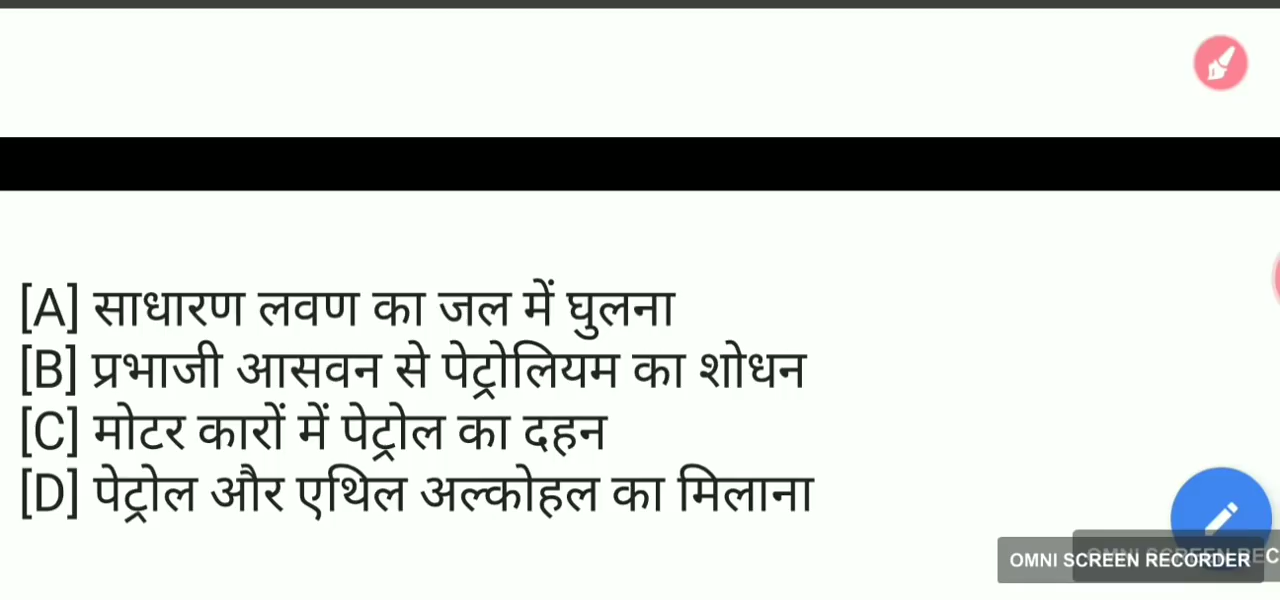 [A] साधारण लवण का जल में घुलना
[B] प्रभाजी आसवन से पेट्रोलियम का शोधन
[C] मोटर कारों में पेट्रोल का दहन
[D] पेट्रोल और एथिल अल्कोहल का मिलाना
OMNI SCREEN RECORDER